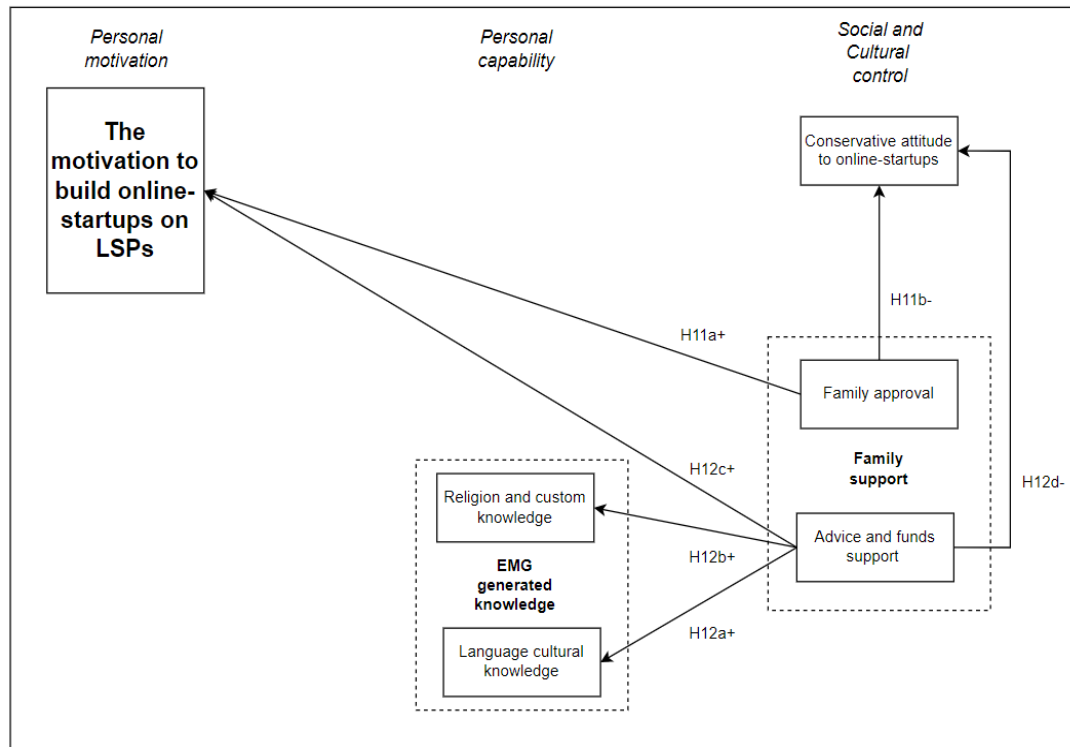 Personal
motivation
Personal
capability
Social and
Cultural
control
The
motivation to
build online-
startups on
LSPs
Conservative attitude
to online-startups
H11b-
H11a+
Family approval
Family
support
H12c+
H12d-
Religion and custom
knowledge
Advice and funds
support
H12b+
EMG
generated
knowledge
H12a+
Language cultural
knowledge